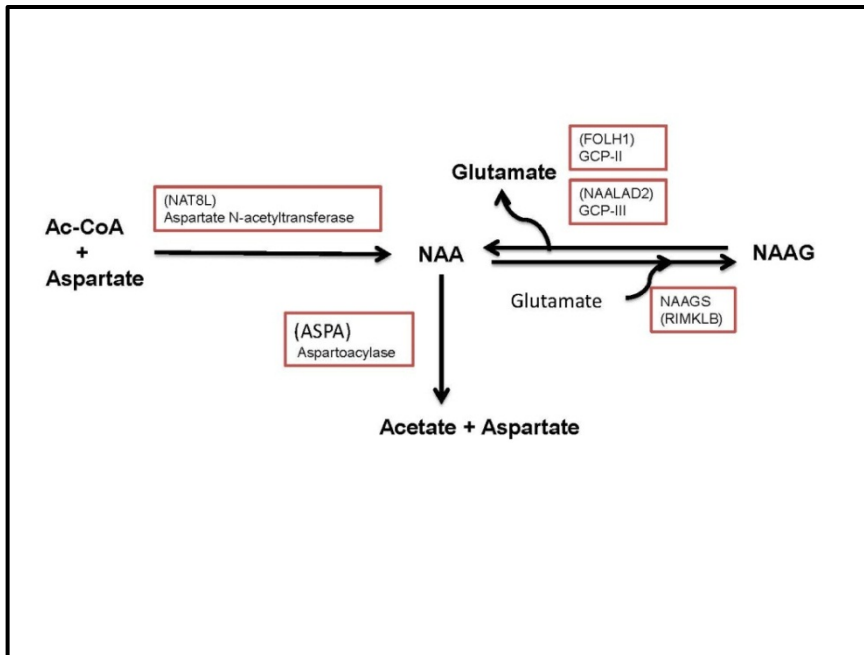 (FOLH1)
GCP-II
Glutamate
(NAALAD2)
GCP-III
(NAT8L)
Aspartate N-acetyltransferase
Ac-CoA
+
Aspartate
NAA
NAAG
Glutamate
NAAGS
(RIMKLB)
(ASPA)
Aspartoacylase
Acetate + Aspartate